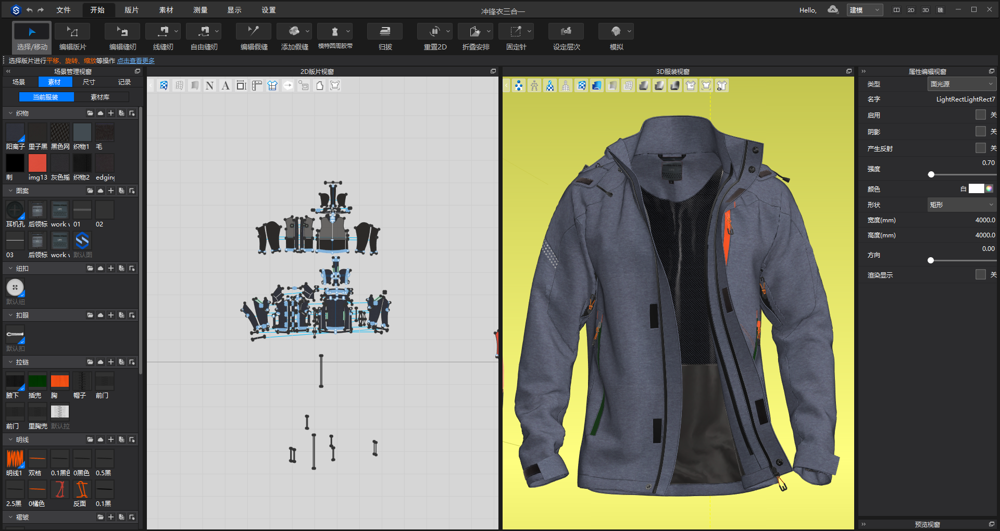 文件 开始 版片 素材 测量 显示 设置
冲锋衣三合一
Hello,
建模
2D 3D
选择/移动 编辑版片 编辑缝纫 线缝纫 自由缝纫 编辑假缝 添加假缝 模特圆周胶带 归拔 重置2D 折叠安排 固定针 设定层次 模拟
选择版片进行平移、旋转、缩放等操作 点击查看更多
场景管理视窗
场景 素材 尺寸 记录
当前服装 素材库
织物
阳离子 里子黑 黑色网 织物1 毛
刺 img13 灰色摇 织物2 edging
图案
耳机孔 后领标 work 01 02
03 后领标 work 默认图
纽扣
默认纽
扣眼
默认扣
拉链
腋下 插兜 胸 帽子 前门
前门 里胸兜 默认拉
明线
明线1 双桔 0.1黑色 0黑色 0.5黑
2.5黑 0橘色 反面 0.1黑
褶皱
2D版片视窗
N A
3D服装视窗
属性编辑视窗
类型 面光源
名字 LightRectLightRect7
启用 关
阴影 关
产生反射 关
强度 0.70
颜色 白
形状 矩形
宽度(mm) 4000.0
高度(mm) 4000.0
方向 0.00
渲染显示 关
预览视窗